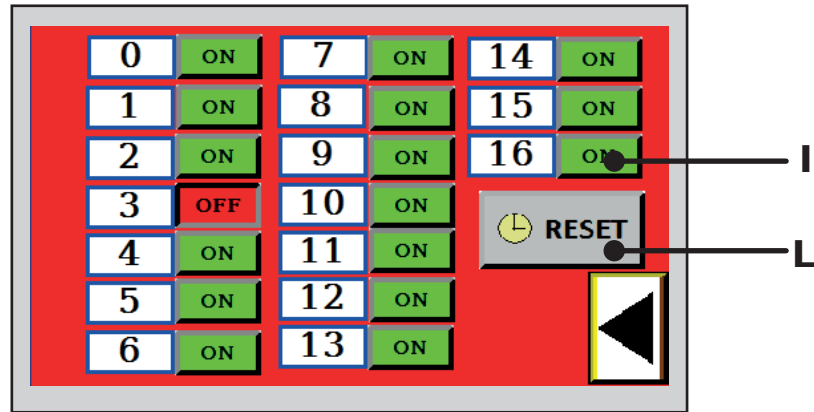 0 ON 7 ON 14 ON
1 ON 8 ON 15 ON
2 ON 9 ON 16 ON I
3 OFF 10 ON
RESET L
4 ON 11 ON
5 ON 12 ON
6 ON 13 ON